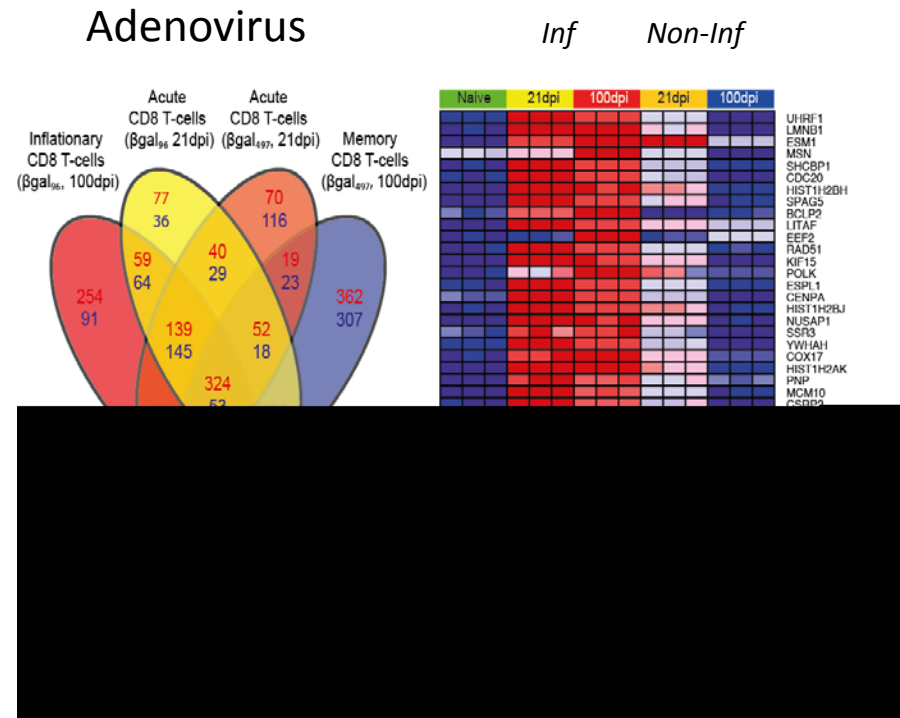 Adenovirus
Inf Non-Inf
Acute
CD8 T-cells
(βgal₉₆ 21dpi)
Acute
CD8 T-cells
(βgal₄₉₇, 21dpi)
Inflationary
CD8 T-cells
(βgal₉₆, 100dpi)
Memory
CD8 T-cells
(βgal₄₉₇, 100dpi)
77
36
70
116
59
64
40
29
19
23
254
91
362
307
139
145
52
18
324
Naive 21dpi 100dpi 21dpi 100dpi
UHRF1
LMNB1
ESM1
MSN
SHCBP1
CDC20
HIST1H2BH
SPAG5
BCLP2
LITAF
EEF2
RAD51
KIF15
POLK
ESPL1
CENPA
HIST1H2BJ
NUSAP1
SSR3
YWHAH
COX17
HIST1H2AK
PNP
MCM10